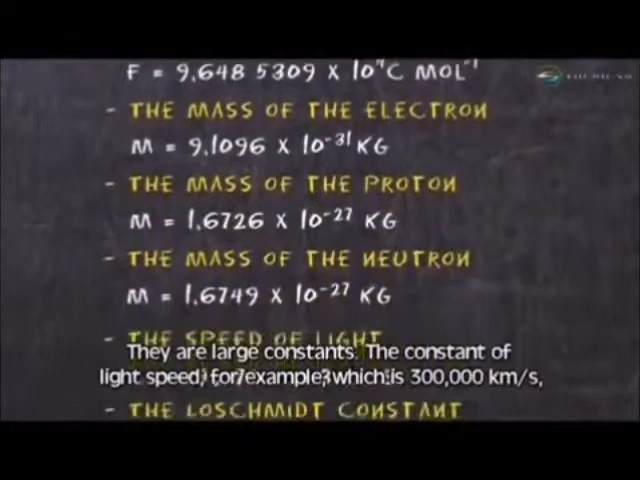 F = 9,648 5309 X 10⁴C MOL⁻¹
- THE MASS OF THE ELECTRON
M = 9,1096 X 10⁻³¹ KG
- THE MASS OF THE PROTON
M = 1,6726 X 10⁻²⁷ KG
- THE MASS OF THE NEUTRON
M = 1,6749 X 10⁻²⁷ KG
- THE SPEED OF LIGHT
They are large constants. The constant of
light speed, for example, which is 300,000 km/s,
- THE LOSCHMIDT CONSTANT